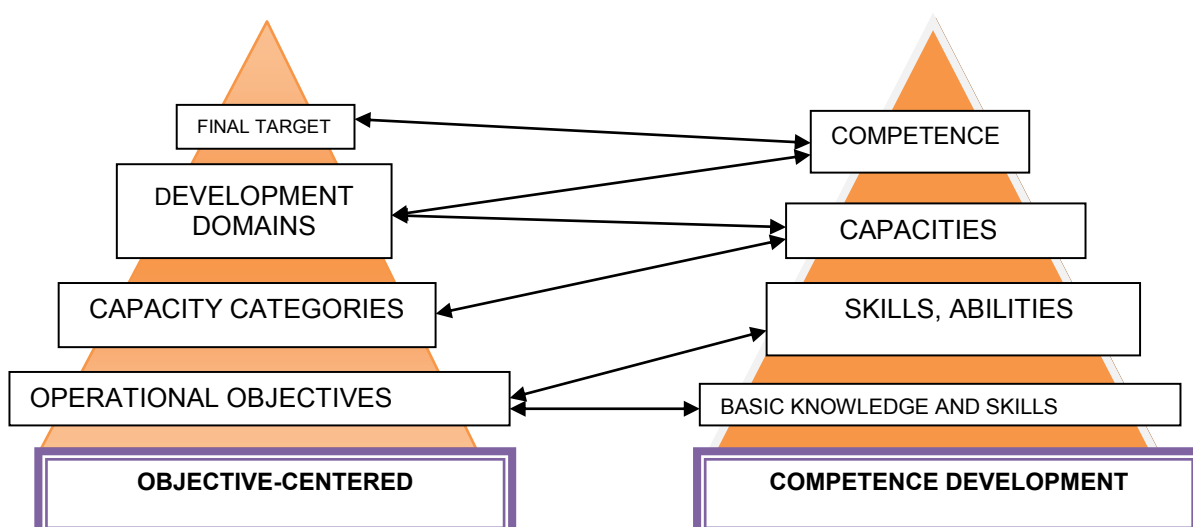 FINAL TARGET
COMPETENCE
DEVELOPMENT
DOMAINS
CAPACITIES
CAPACITY CATEGORIES
SKILLS, ABILITIES
OPERATIONAL OBJECTIVES
BASIC KNOWLEDGE AND SKILLS
OBJECTIVE-CENTERED
COMPETENCE DEVELOPMENT